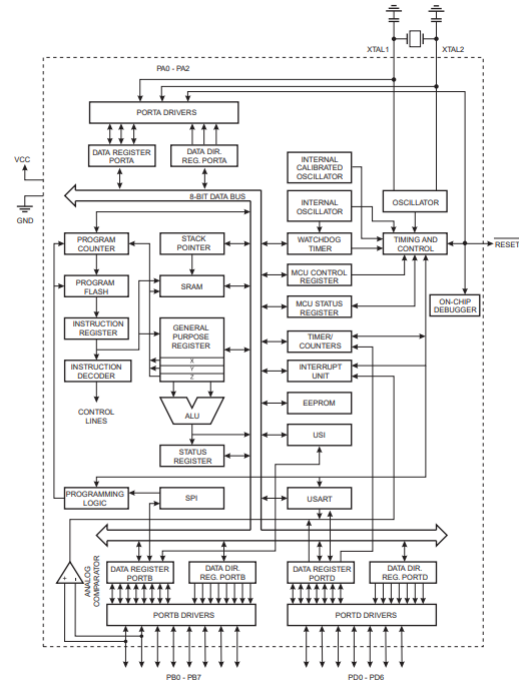 XTAL1
XTAL2
PA0 - PA2
PORTA DRIVERS
DATA REGISTER
PORTA
DATA DIR.
REG. PORTA
VCC
GND
8-BIT DATA BUS
INTERNAL
CALIBRATED
OSCILLATOR
INTERNAL
OSCILLATOR
OSCILLATOR
WATCHDOG
TIMER
TIMING AND
CONTROL
RESET
MCU CONTROL
REGISTER
MCU STATUS
REGISTER
ON-CHIP
DEBUGGER
TIMER/
COUNTERS
INTERRUPT
UNIT
EEPROM
USI
USART
PROGRAM
COUNTER
STACK
POINTER
PROGRAM
FLASH
SRAM
INSTRUCTION
REGISTER
GENERAL
PURPOSE
REGISTER
X
Y
Z
INSTRUCTION
DECODER
CONTROL
LINES
ALU
STATUS
REGISTER
PROGRAMMING
LOGIC
SPI
ANALOG
COMPARATOR
+
-
DATA REGISTER
PORTB
DATA DIR.
REG. PORTB
DATA REGISTER
PORTD
DATA DIR.
REG. PORTD
PORTB DRIVERS
PORTD DRIVERS
PB0 - PB7
PD0 - PD6